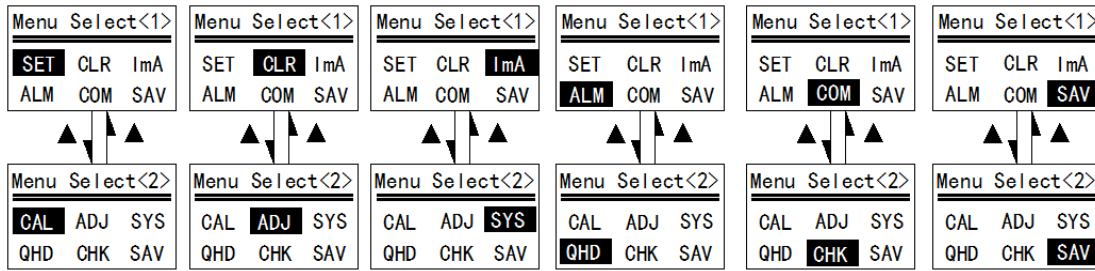 Menu Select<1> Menu Select<1> Menu Select<1> Menu Select<1> Menu Select<1> Menu Select<1>
SET CLR ImA SET CLR ImA SET CLR ImA SET CLR ImA SET CLR ImA SET CLR ImA
ALM COM SAV ALM COM SAV ALM COM SAV ALM COM SAV ALM COM SAV ALM COM SAV
Menu Select<2> Menu Select<2> Menu Select<2> Menu Select<2> Menu Select<2> Menu Select<2>
CAL ADJ SYS CAL ADJ SYS CAL ADJ SYS CAL ADJ SYS CAL ADJ SYS CAL ADJ SYS
QHD CHK SAV QHD CHK SAV QHD CHK SAV QHD CHK SAV QHD CHK SAV QHD CHK SAV